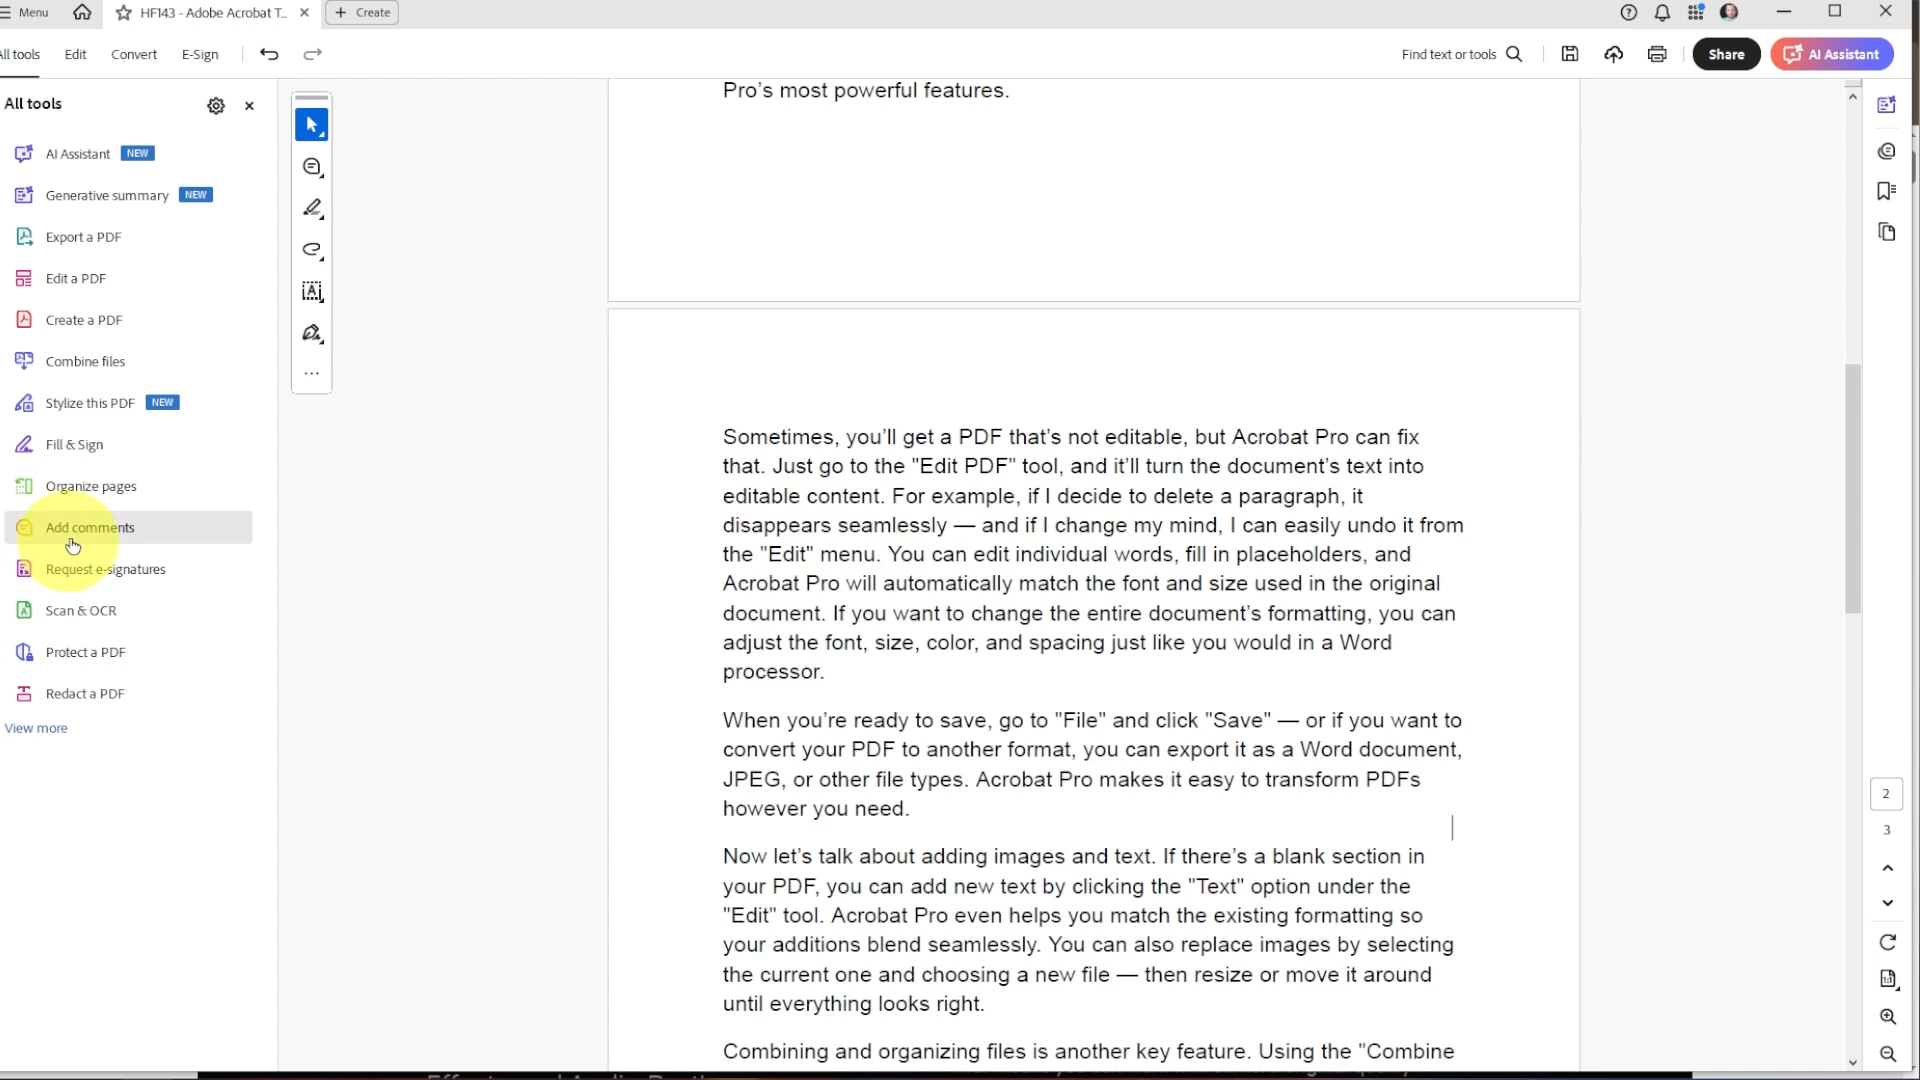 Menu
HF143 - Adobe Acrobat T...
Create
All tools
Edit
Convert
E-Sign
Find text or tools
Share
AI Assistant
All tools
AI Assistant NEW
Generative summary NEW
Export a PDF
Edit a PDF
Create a PDF
Combine files
Stylize this PDF NEW
Fill & Sign
Organize pages
Add comments
Request e-signatures
Scan & OCR
Protect a PDF
Redact a PDF
View more
Pro's most powerful features.
Sometimes, you'll get a PDF that's not editable, but Acrobat Pro can fix
that. Just go to the "Edit PDF" tool, and it'll turn the document's text into
editable content. For example, if I decide to delete a paragraph, it
disappears seamlessly — and if I change my mind, I can easily undo it from
the "Edit" menu. You can edit individual words, fill in placeholders, and
Acrobat Pro will automatically match the font and size used in the original
document. If you want to change the entire document's formatting, you can
adjust the font, size, color, and spacing just like you would in a Word
processor.
When you're ready to save, go to "File" and click "Save" — or if you want to
convert your PDF to another format, you can export it as a Word document,
JPEG, or other file types. Acrobat Pro makes it easy to transform PDFs
however you need.
Now let's talk about adding images and text. If there's a blank section in
your PDF, you can add new text by clicking the "Text" option under the
"Edit" tool. Acrobat Pro even helps you match the existing formatting so
your additions blend seamlessly. You can also replace images by selecting
the current one and choosing a new file — then resize or move it around
until everything looks right.
Combining and organizing files is another key feature. Using the "Combine
2
3